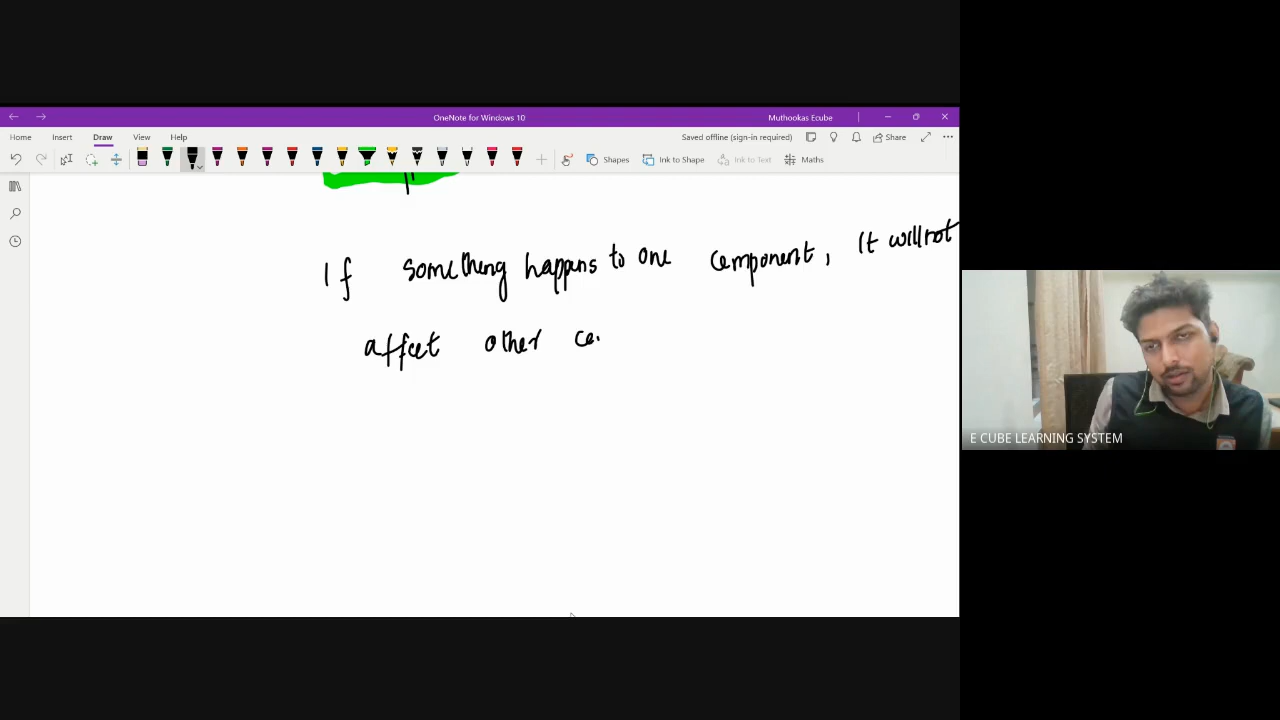 OneNote for Windows 10
Muthookas Ecube
Home Insert Draw View Help
Saved offline (sign-in required) Share
Shapes Ink to Shape Ink to Text Maths
If something happens to one component, it will not
affect other co
E CUBE LEARNING SYSTEM